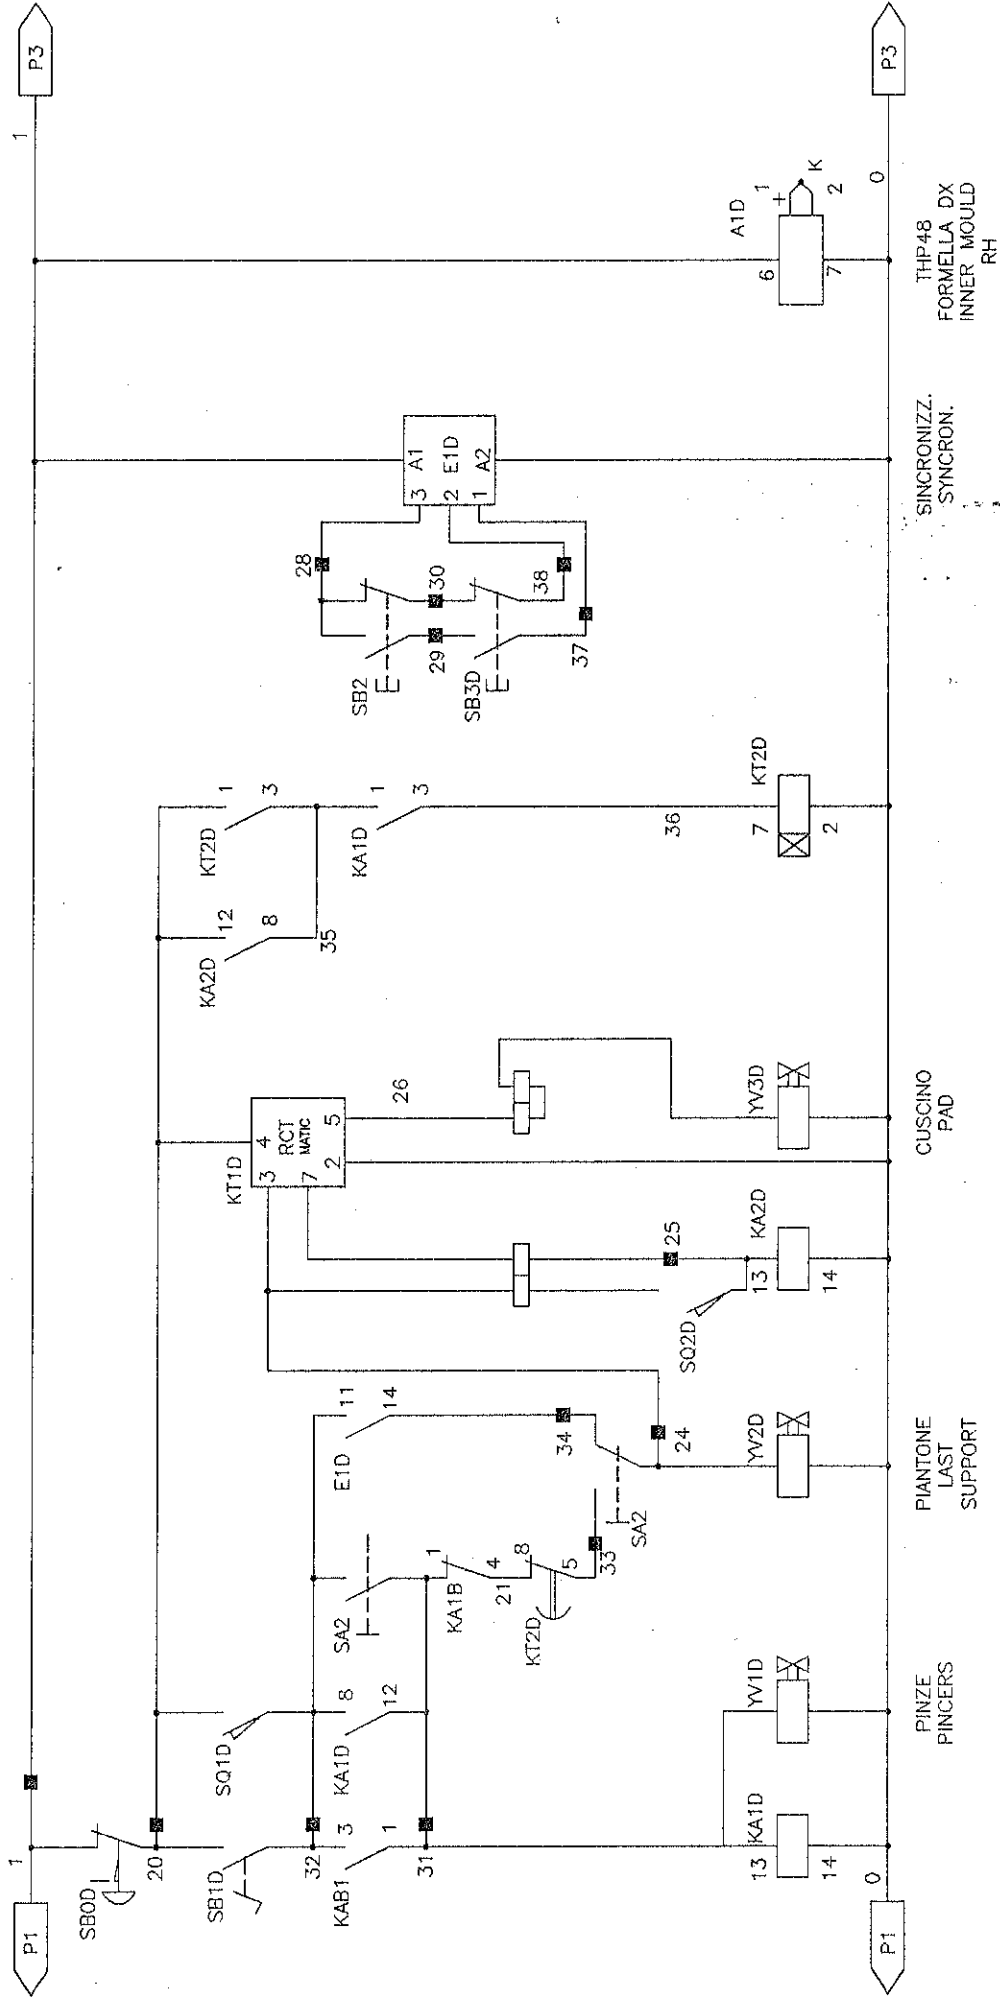 P1
1
1
P3
SB0D
20
SB1D
32
KAB1
3
1
31
13
KA1D
14
0
P1
SQ1D
KA1D
8
12
YV1D
PINZE
PINCERS
SA2
KA1B
1
4
21
KT2D
8
5
33
E1D
11
14
34
SA2
24
YV2D
PIANTONE
LAST
SUPPORT
KT1D
3
4
7
RCT
MATIC
2
5
26
SQ2D
25
13
KA2D
14
YV3D
CUSCINO
PAD
KA2D
12
8
35
KT2D
1
3
KA1D
1
3
36
7
KT2D
2
SB2
28
29
30
SB3D
38
37
3
A1
2
E1D
1
A2
SINCRONIZZ.
SYNCRON.
A1D
6
1
+
K
7
2
0
P3
THP48
FORMELLA DX
INNER MOULD
RH